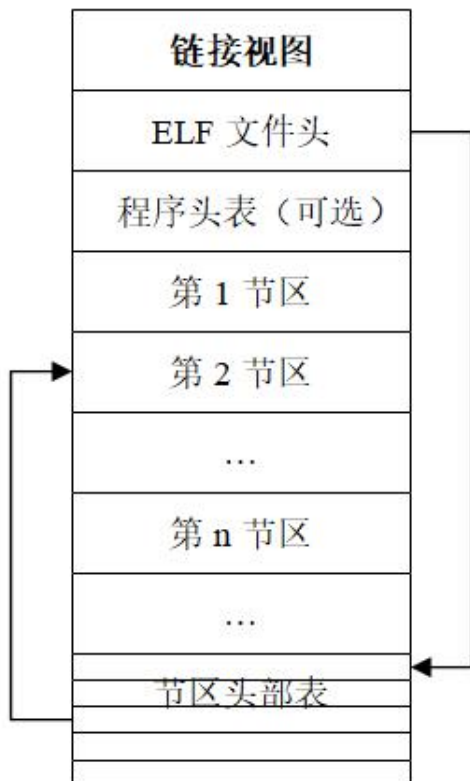 链接视图
ELF 文件头
程序头表（可选）
第 1 节区
第 2 节区
…
第 n 节区
…
节区头部表